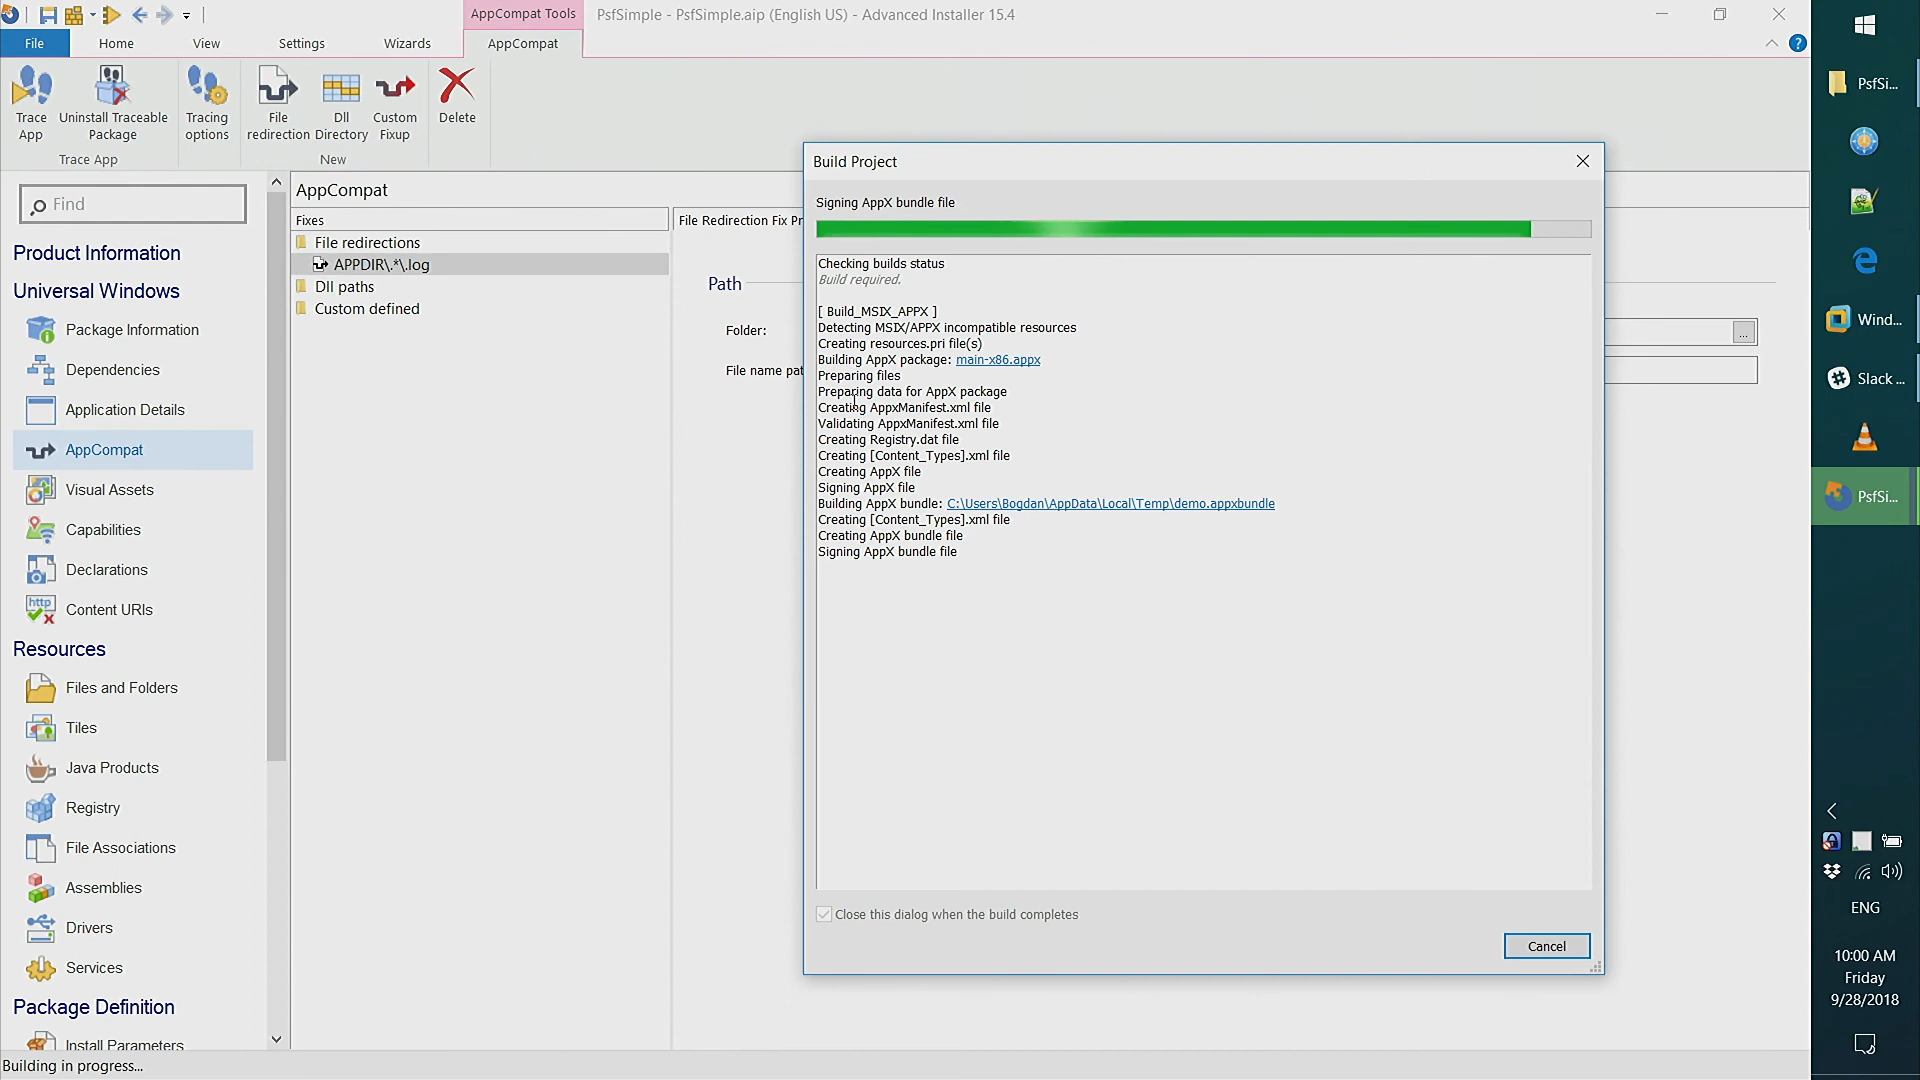 AppCompat Tools
PsfSimple - PsfSimple.aip (English US) - Advanced Installer 15.4
File
Home
View
Settings
Wizards
AppCompat
Trace App
Uninstall Traceable Package
Tracing options
File redirection
Dll Directory
Custom Fixup
Delete
Trace App
New
Find
Product Information
Universal Windows
Package Information
Dependencies
Application Details
AppCompat
Visual Assets
Capabilities
Declarations
http
Content URIs
Resources
Files and Folders
Tiles
Java Products
Registry
File Associations
Assemblies
Drivers
Services
Package Definition
Install Parameters
Building in progress...
AppCompat
Fixes
File redirections
APPDIR\.*\.log
Dll paths
Custom defined
File Redirection Fix Pr
Path
Folder:
...
File name pat
Build Project
Signing AppX bundle file
Checking builds status
Build required.
[ Build_MSIX_APPX ]
Detecting MSIX/APPX incompatible resources
Creating resources.pri file(s)
Building AppX package: main-x86.appx
Preparing files
Preparing data for AppX package
Creating AppxManifest.xml file
Validating AppxManifest.xml file
Creating Registry.dat file
Creating [Content_Types].xml file
Creating AppX file
Signing AppX file
Building AppX bundle: C:\Users\Bogdan\AppData\Local\Temp\demo.appxbundle
Creating [Content_Types].xml file
Creating AppX bundle file
Signing AppX bundle file
Close this dialog when the build completes
Cancel
PsfSi...
Wind...
Slack ...
PsfSi...
ENG
10:00 AM
Friday
9/28/2018